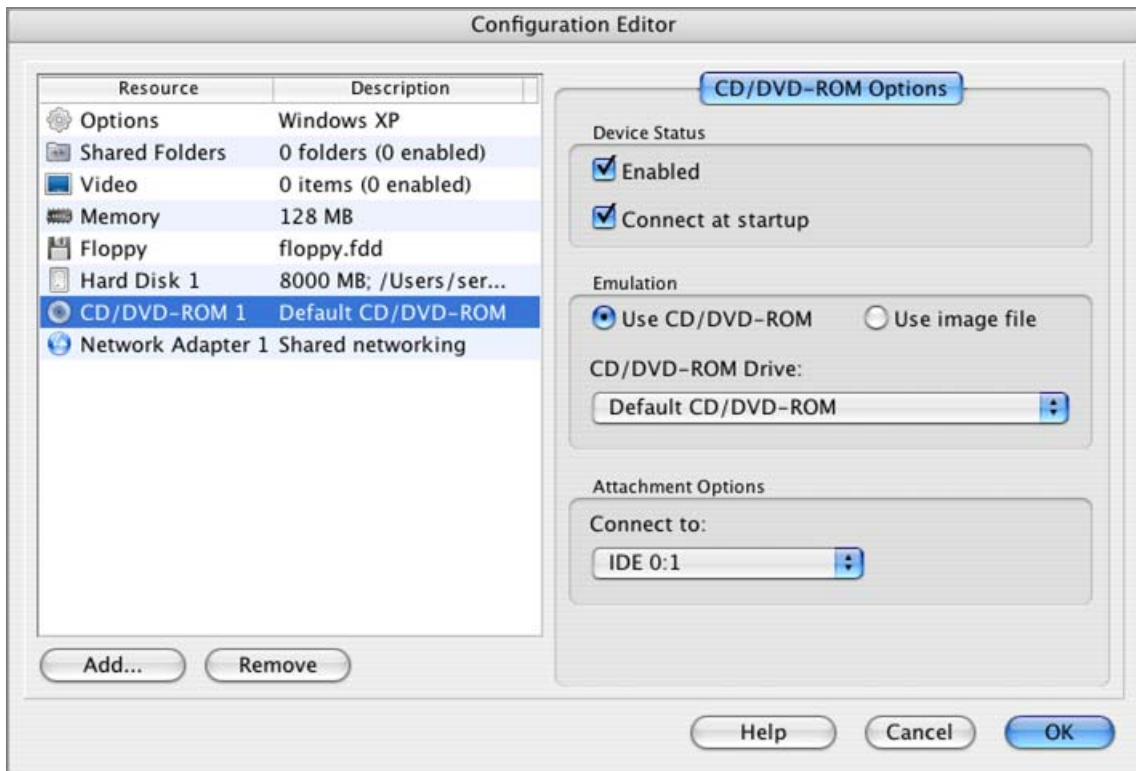 Configuration Editor
Resource Description
Options Windows XP
Shared Folders 0 folders (0 enabled)
Video 0 items (0 enabled)
Memory 128 MB
Floppy floppy.fdd
Hard Disk 1 8000 MB; /Users/ser...
CD/DVD-ROM 1 Default CD/DVD-ROM
Network Adapter 1 Shared networking
Add... Remove
CD/DVD-ROM Options
Device Status
Enabled
Connect at startup
Emulation
Use CD/DVD-ROM Use image file
CD/DVD-ROM Drive:
Default CD/DVD-ROM
Attachment Options
Connect to:
IDE 0:1
Help Cancel OK